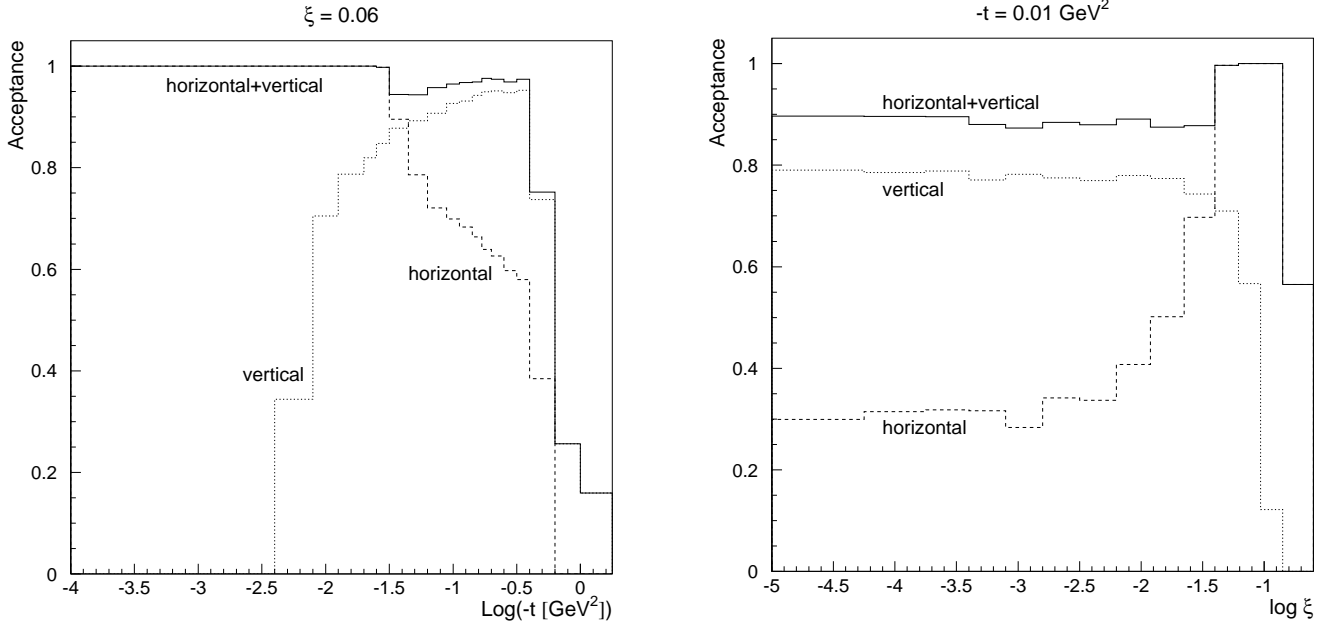 ξ = 0.06
Acceptance
1
0.8
0.6
0.4
0.2
0
horizontal+vertical
horizontal
vertical
-4 -3.5 -3 -2.5 -2 -1.5 -1 -0.5 0
Log(-t [GeV²])
-t = 0.01 GeV²
Acceptance
1
0.8
0.6
0.4
0.2
0
horizontal+vertical
vertical
horizontal
-5 -4.5 -4 -3.5 -3 -2.5 -2 -1.5 -1
log ξ